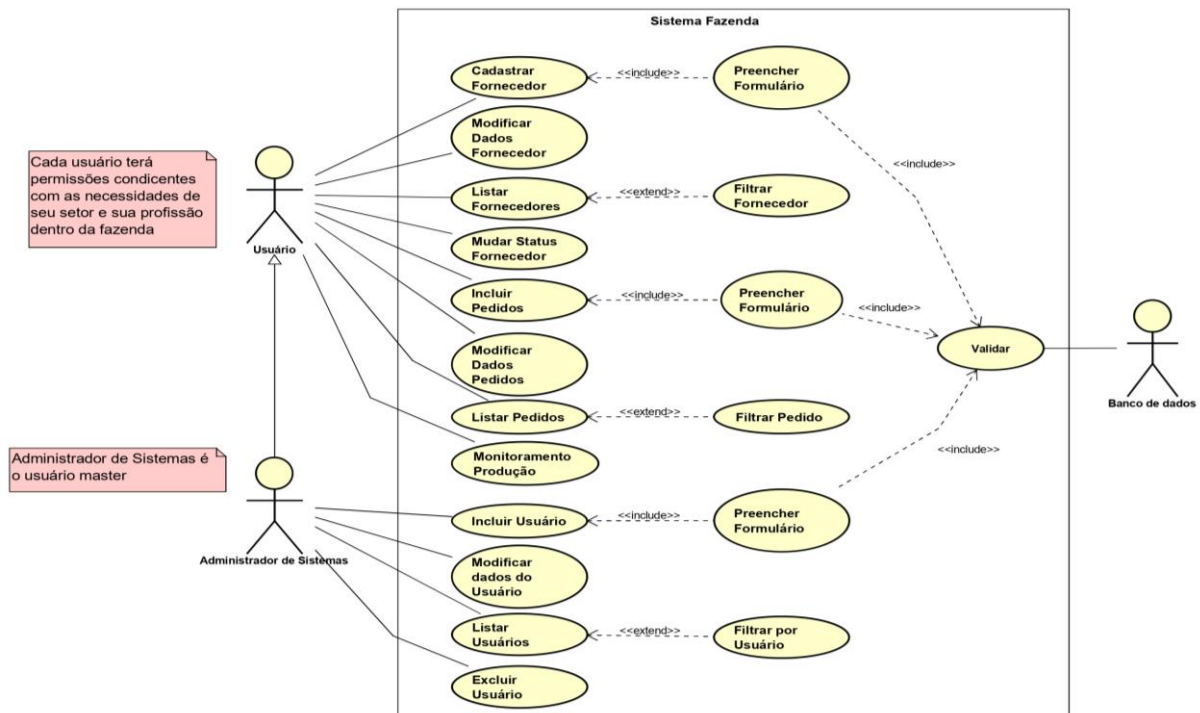 Sistema Fazenda
Cadastrar
Fornecedor
<<include>>
Preencher
Formulário
Modificar
Dados
Fornecedor
<<include>>
Cada usuário terá
permissões condicentes
com as necessidades de
seu setor e sua profissão
dentro da fazenda
Usuário
Listar
Fornecedores
<<extend>>
Filtrar
Fornecedor
Mudar Status
Fornecedor
Incluir
Pedidos
<<include>>
Preencher
Formulário
<<include>>
Validar
Banco de dados
Modificar
Dados
Pedidos
Listar Pedidos
<<extend>>
Filtrar Pedido
Monitoramento
Produção
<<include>>
Administrador de Sistemas é
o usuário master
Administrador de Sistemas
Incluir Usuário
<<include>>
Preencher
Formulário
Modificar
dados do
Usuário
Listar
Usuários
<<extend>>
Filtrar por
Usuário
Excluir
Usuário